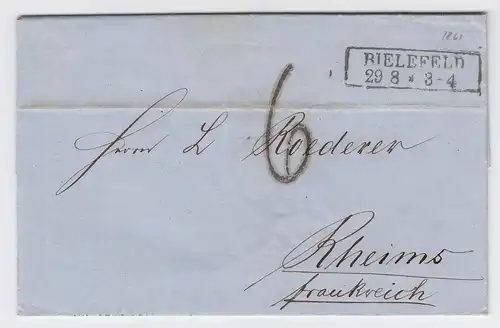 1861
BIELEFELD
29 8 * 3-4
6
Herrn L Roederer
Rheims
Frankreich